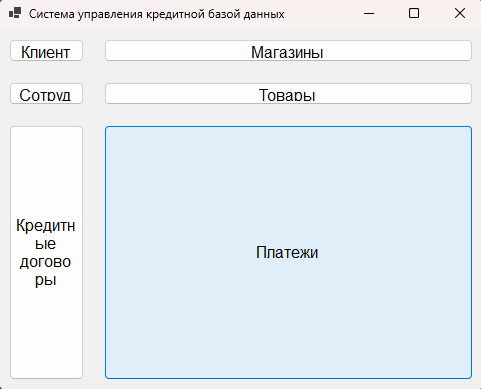 Система управления кредитной базой данных
Клиент
Магазины
Сотруд
Товары
Кредитн
ые
догово
ры
Платежи